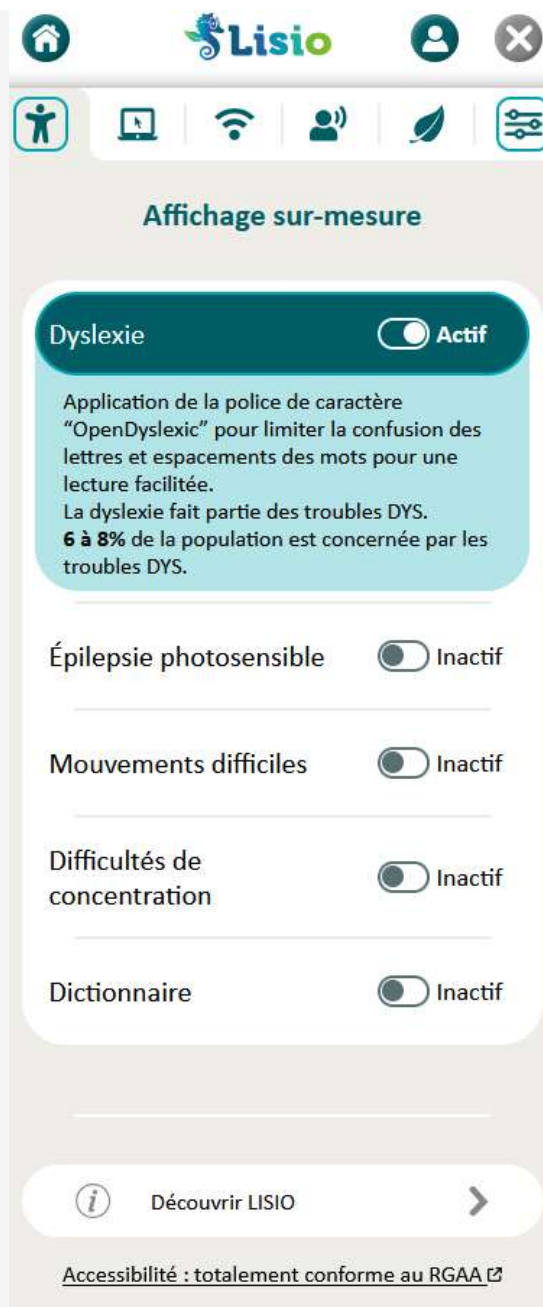 Lisio
Affichage sur-mesure
Dyslexie
Actif
Application de la police de caractère
“OpenDyslexic” pour limiter la confusion des
lettres et espacements des mots pour une
lecture facilitée.
La dyslexie fait partie des troubles DYS.
6 à 8% de la population est concernée par les
troubles DYS.
Épilepsie photosensible
Inactif
Mouvements difficiles
Inactif
Difficultés de
concentration
Inactif
Dictionnaire
Inactif
Découvrir LISIO
Accessibilité : totalement conforme au RGAA